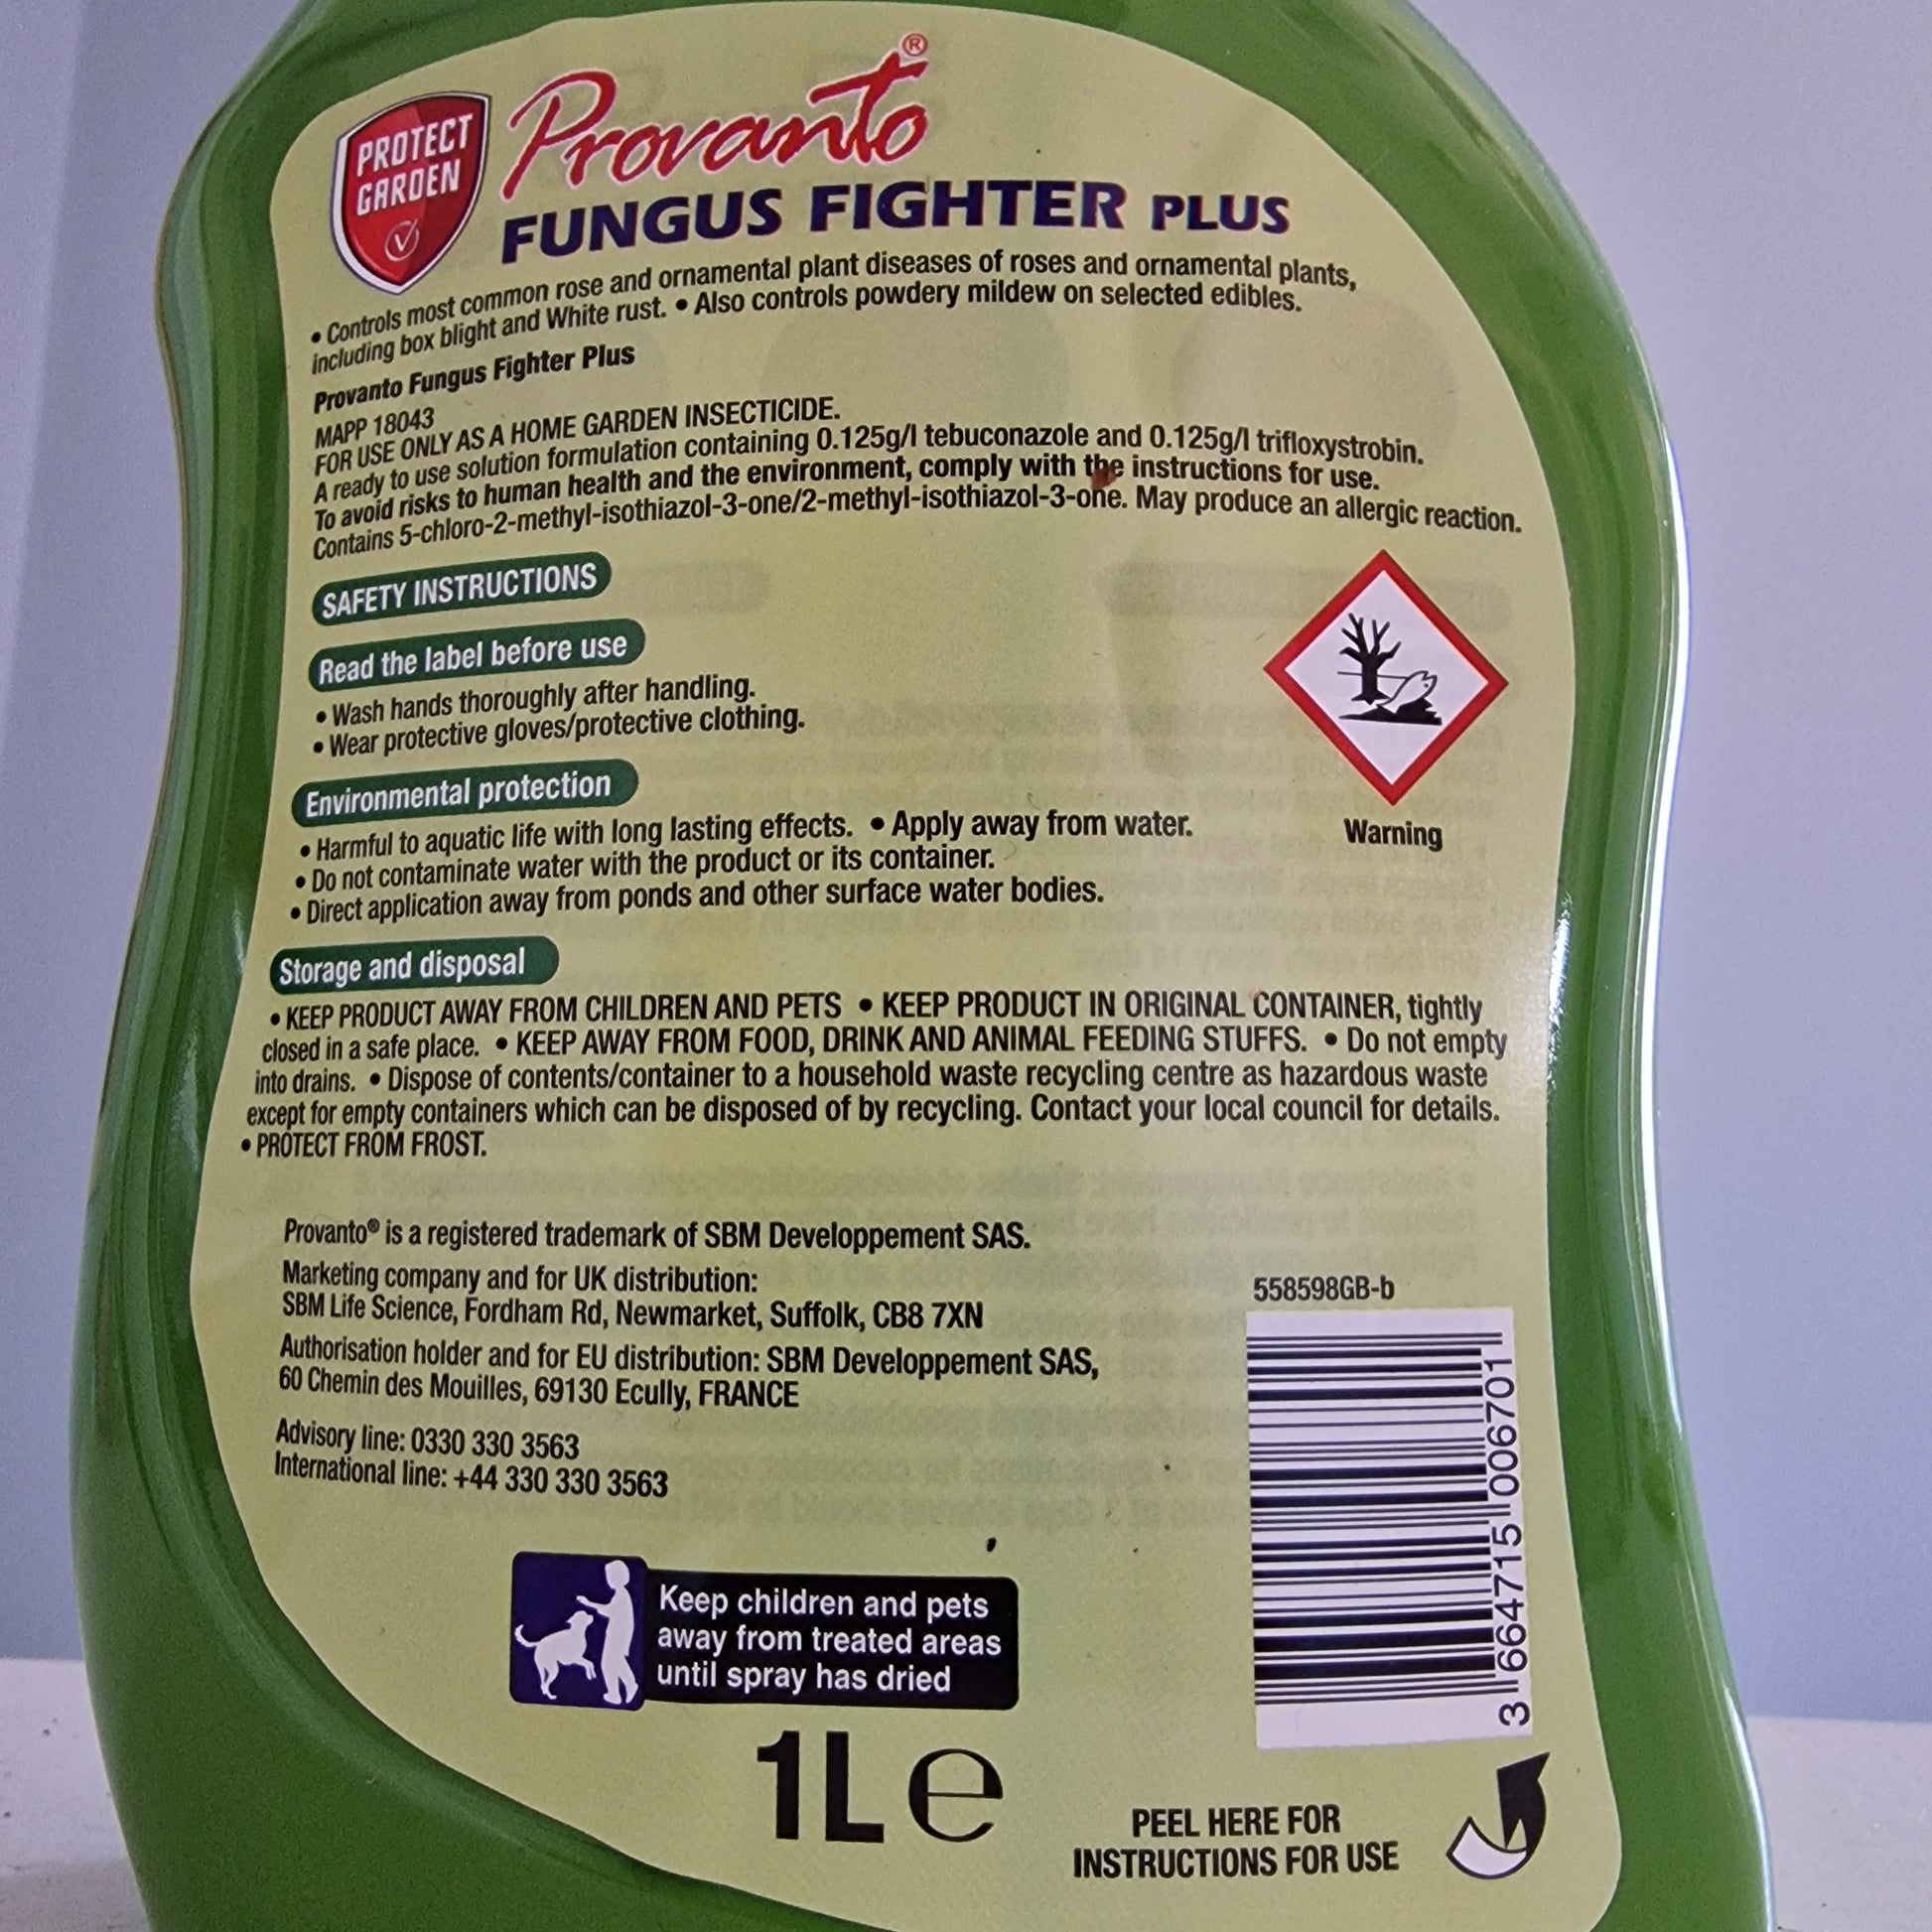 PROTECT
GARDEN
Provanto®
FUNGUS FIGHTER PLUS
• Controls most common rose and ornamental plant diseases of roses and ornamental plants,
including box blight and White rust. • Also controls powdery mildew on selected edibles.
Provanto Fungus Fighter Plus
MAPP 18043
FOR USE ONLY AS A HOME GARDEN INSECTICIDE.
A ready to use solution formulation containing 0.125g/l tebuconazole and 0.125g/l trifloxystrobin.
To avoid risks to human health and the environment, comply with the instructions for use.
Contains 5-chloro-2-methyl-isothiazol-3-one/2-methyl-isothiazol-3-one. May produce an allergic reaction.
SAFETY INSTRUCTIONS
Read the label before use
• Wash hands thoroughly after handling.
• Wear protective gloves/protective clothing.
Environmental protection
• Harmful to aquatic life with long lasting effects. • Apply away from water.
• Do not contaminate water with the product or its container.
• Direct application away from ponds and other surface water bodies.
Warning
Storage and disposal
• KEEP PRODUCT AWAY FROM CHILDREN AND PETS • KEEP PRODUCT IN ORIGINAL CONTAINER, tightly
closed in a safe place. • KEEP AWAY FROM FOOD, DRINK AND ANIMAL FEEDING STUFFS. • Do not empty
into drains. • Dispose of contents/container to a household waste recycling centre as hazardous waste
except for empty containers which can be disposed of by recycling. Contact your local council for details.
• PROTECT FROM FROST.
Provanto® is a registered trademark of SBM Developpement SAS.
Marketing company and for UK distribution:
SBM Life Science, Fordham Rd, Newmarket, Suffolk, CB8 7XN
Authorisation holder and for EU distribution: SBM Developpement SAS,
60 Chemin des Mouilles, 69130 Ecully, FRANCE
Advisory line: 0330 330 3563
International line: +44 330 330 3563
558598GB-b
3 664715 006701
Keep children and pets
away from treated areas
until spray has dried
1L e
PEEL HERE FOR
INSTRUCTIONS FOR USE